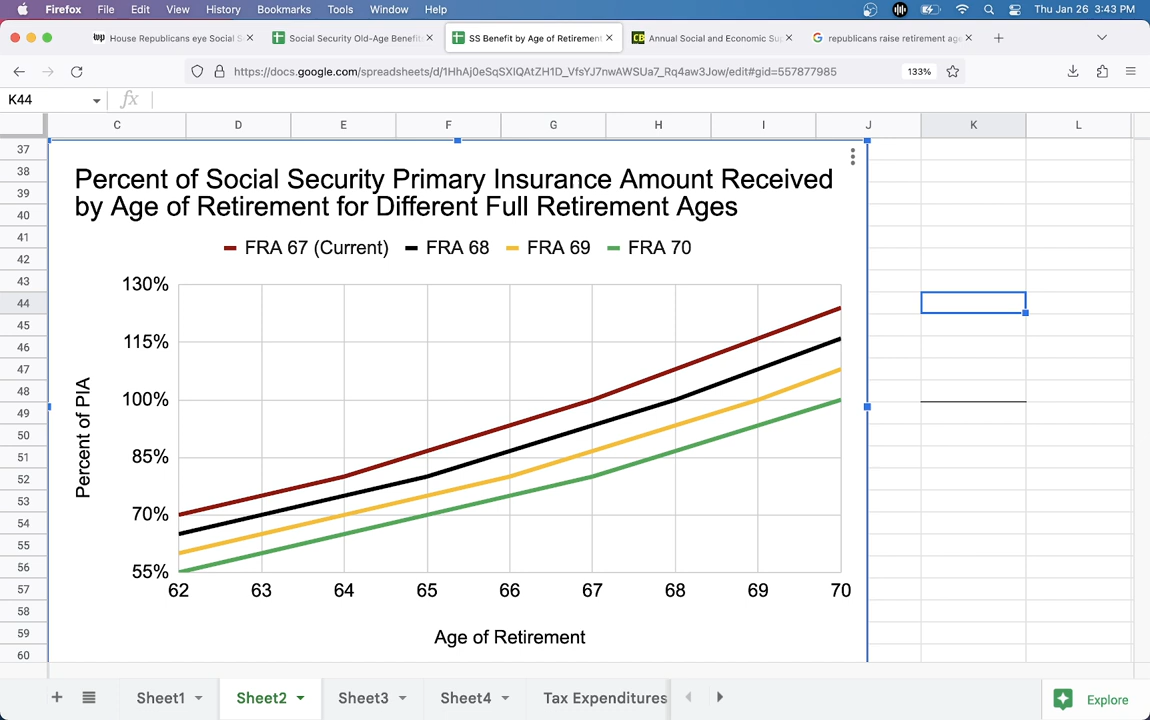 Firefox File Edit View History Bookmarks Tools Window Help Thu Jan 26 3:43 PM
House Republicans eye Social S Social Security Old-Age Benefit SS Benefit by Age of Retirement Annual Social and Economic Su republicans raise retirement age
https://docs.google.com/spreadsheets/d/1HhAj0eSqSXIQAtZH1D_VfsYJ7nwAWSUa7_Rq4aw3Jow/edit#gid=557877985 133%
K44 fx
C D E F G H I J K L
37
38
39
40
41
42
43
44
45
46
47
48
49
50
51
52
53
54
55
56
57
58
59
60
Percent of Social Security Primary Insurance Amount Received
by Age of Retirement for Different Full Retirement Ages
FRA 67 (Current) FRA 68 FRA 69 FRA 70
130%
115%
100%
85%
70%
55%
Percent of PIA
62 63 64 65 66 67 68 69 70
Age of Retirement
Sheet1 Sheet2 Sheet3 Sheet4 Tax Expenditures Explore